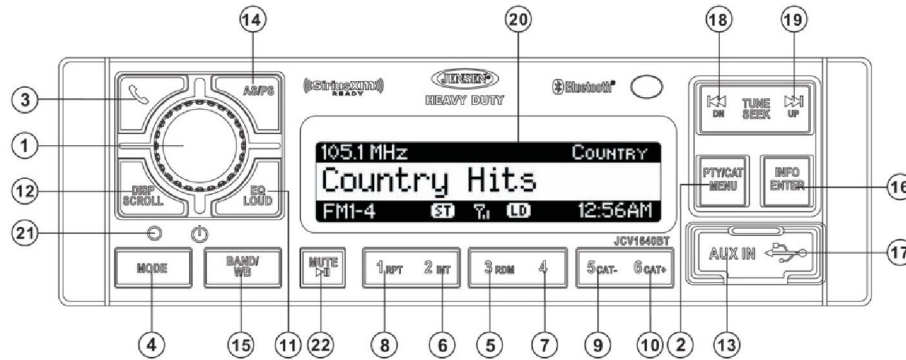 14
20
18
19
3
AS/PS
((SiriusXM))
READY
JENSEN®
HEAVY DUTY
Bluetooth®
DN
TUNE
SEEK
UP
1
105.1 MHz
COUNTRY
Country Hits
FM1-4
ST
LD
12:56AM
12
DISP
SCROLL
EQ
LOUD
PTY/CAT
MENU
INFO
ENTER
16
21
JCV1640BT
MODE
BAND/
WB
MUTE
1 RPT
2 INT
3 RDM
4
5 CAT-
6 CAT+
AUX IN
17
4
15
11
22
8
6
5
7
9
10
2
13